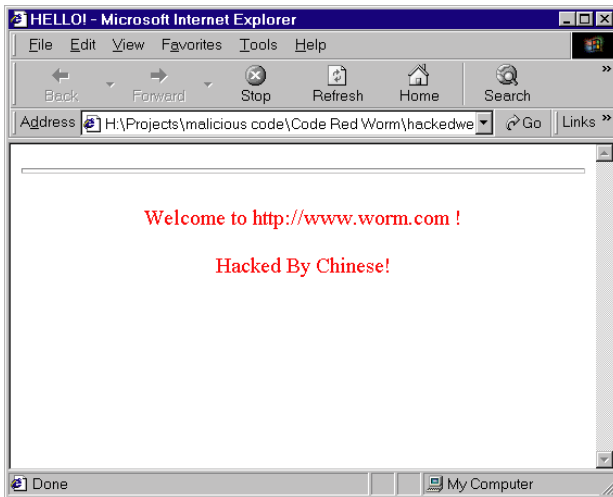 HELLO! - Microsoft Internet Explorer
File Edit View Favorites Tools Help
Back Forward Stop Refresh Home Search »
Address H:\Projects\malicious code\Code Red Worm\hackedwe Go Links »
Welcome to http://www.worm.com !
Hacked By Chinese!
Done My Computer